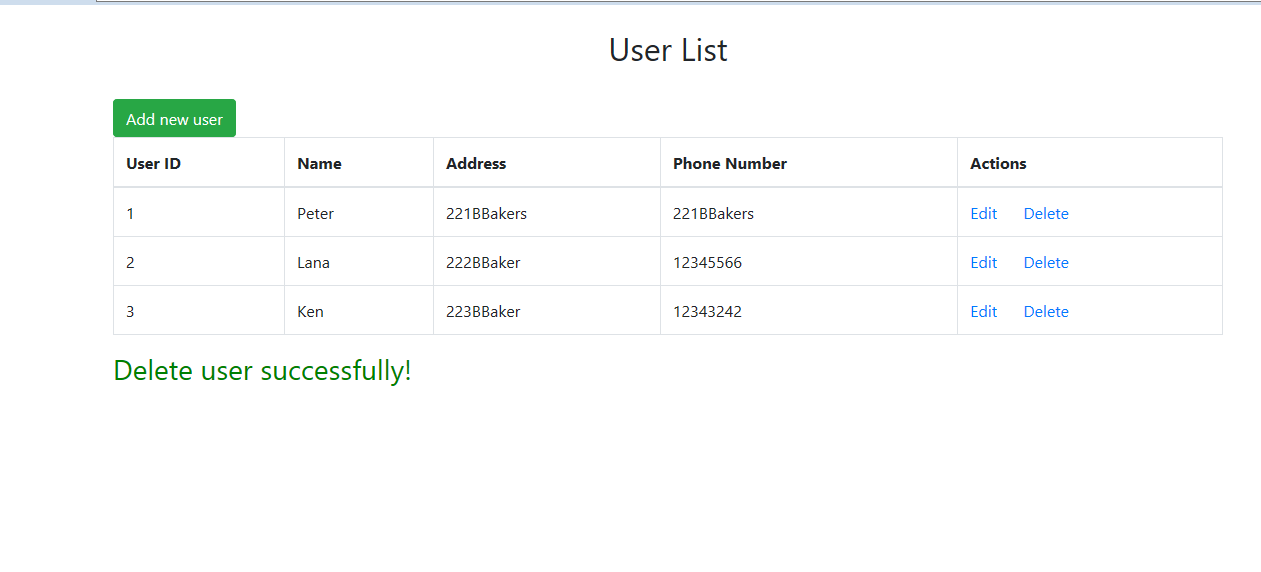 User List
Add new user
User ID Name Address Phone Number Actions
1 Peter 221BBakers 221BBakers Edit Delete
2 Lana 222BBaker 12345566 Edit Delete
3 Ken 223BBaker 12343242 Edit Delete
Delete user successfully!